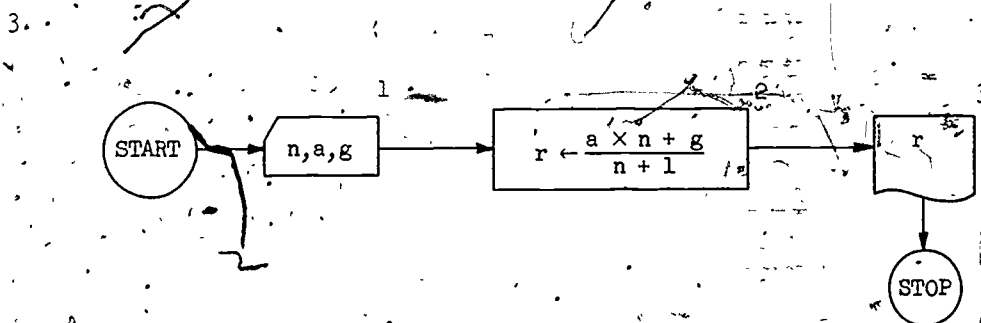 3.
1
2
START
n,a,g
r ← (a × n + g)/(n + 1)
r
STOP